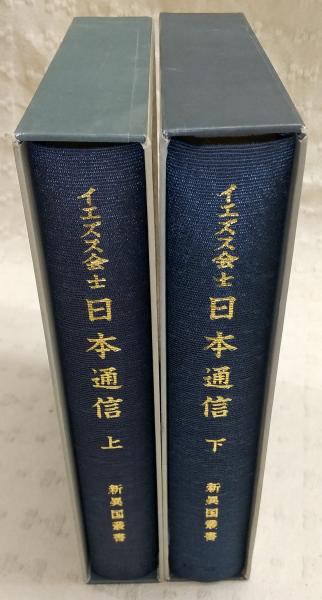 イエズス会士
日本通信
上
新異国叢書
イエズス会士
日本通信
下
新異国叢書